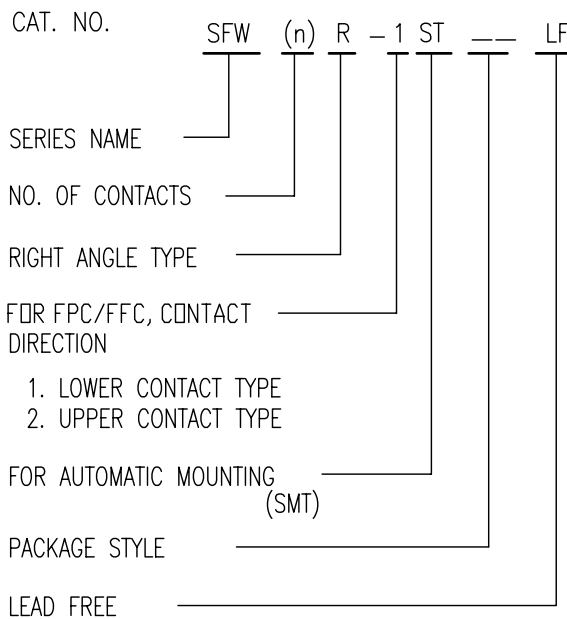 CAT. NO.
SFW (n) R - 1 ST __ LF
SERIES NAME
NO. OF CONTACTS
RIGHT ANGLE TYPE
FOR FPC/FFC, CONTACT
DIRECTION
1. LOWER CONTACT TYPE
2. UPPER CONTACT TYPE
FOR AUTOMATIC MOUNTING
(SMT)
PACKAGE STYLE
LEAD FREE